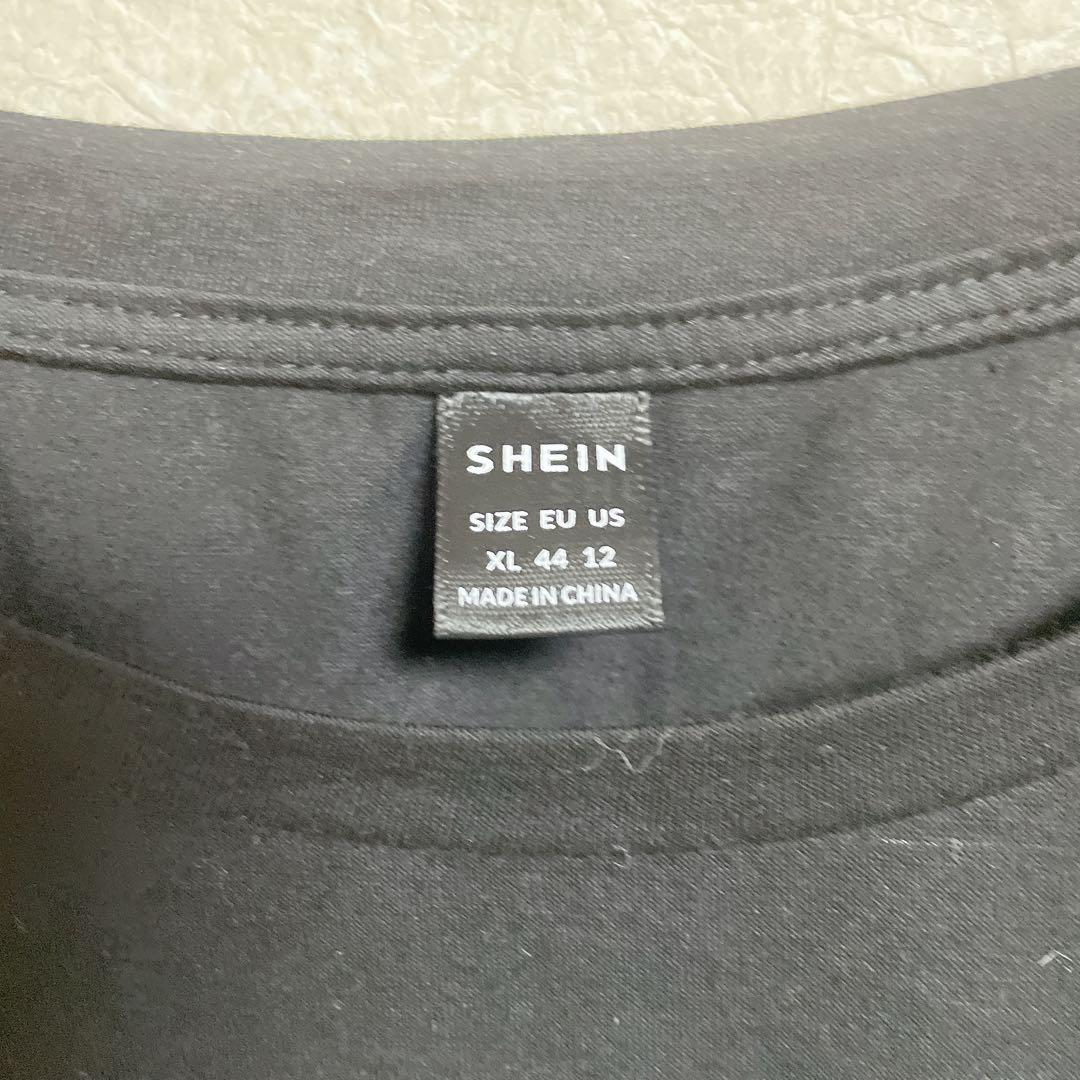 SHEIN
SIZE EU US
XL 44 12
MADE IN CHINA